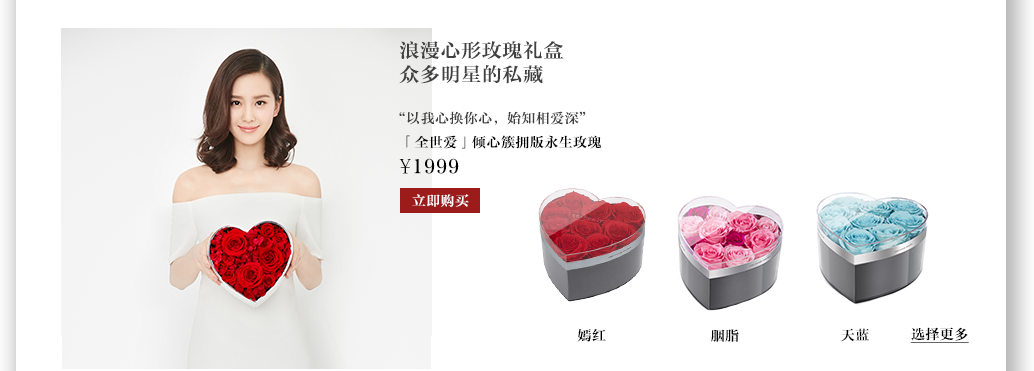 浪漫心形玫瑰礼盒
众多明星的私藏
“以我心换你心，始知相爱深”
「全世爱」倾心簇拥版永生玫瑰
¥1999
立即购买
嫣红
胭脂
天蓝
选择更多